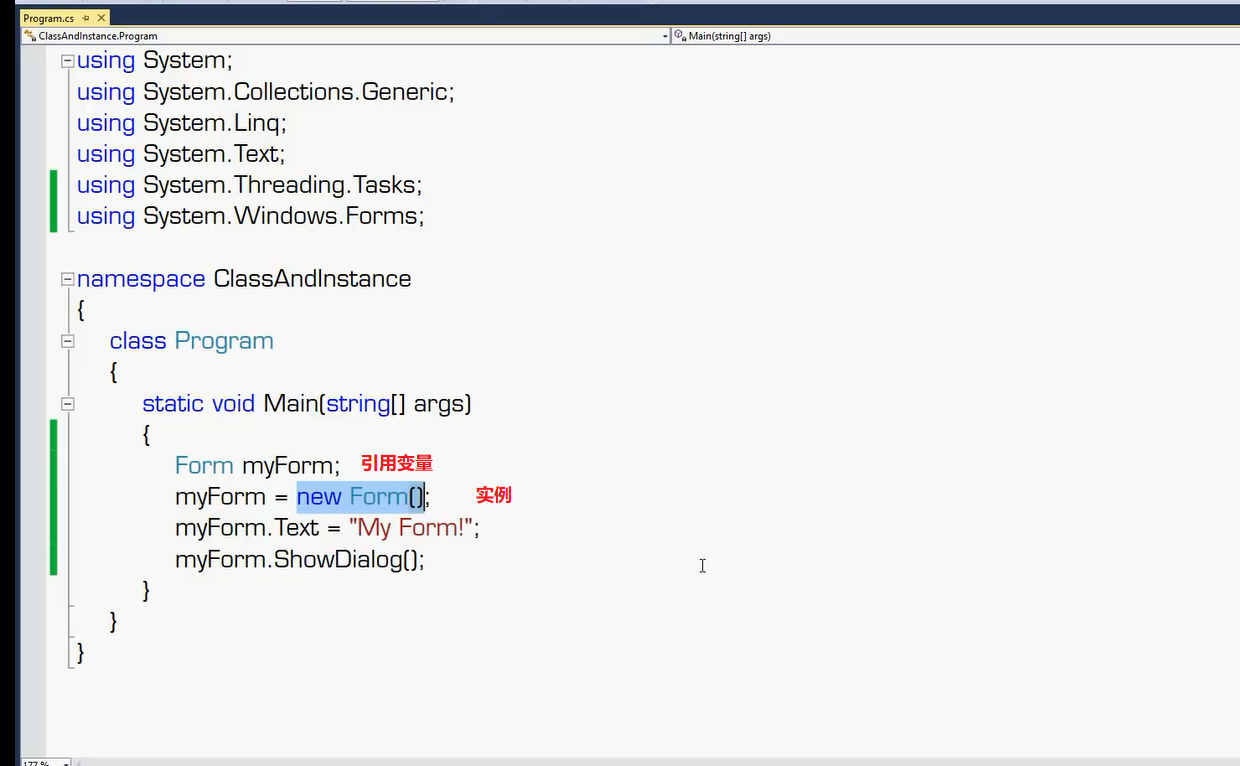 Program.cs
ClassAndInstance.Program
Main(string[] args)
using System;
using System.Collections.Generic;
using System.Linq;
using System.Text;
using System.Threading.Tasks;
using System.Windows.Forms;
namespace ClassAndInstance
{
class Program
{
static void Main(string[] args)
{
Form myForm; 引用变量
myForm = new Form(); 实例
myForm.Text = "My Form!";
myForm.ShowDialog();
}
}
}
177 %